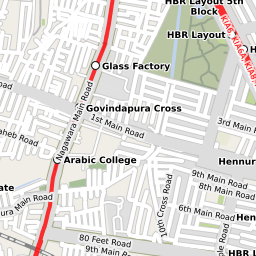 HBR Layout 5th
Block
HBR Layout
Glass Factory
Govindapura Cross
1st Main Road
3rd Main
Nagawara Main Road
Arabic College
Hennur
9th Main Road
8th Main
6th Main Road
10th Cross Road
80 Feet Road
9th Main Road
HBR L